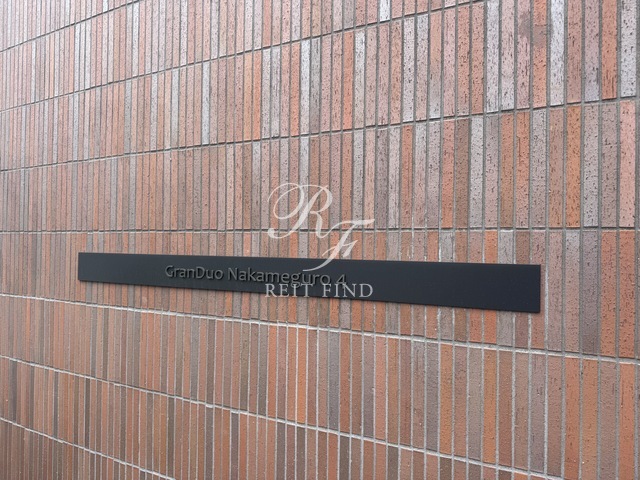 RF
GranDuo Nakameguro 4
REIT FIND